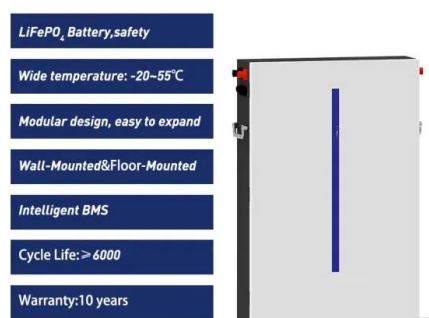 LiFePO₄ Battery,safety
Wide temperature: -20~55℃
Modular design, easy to expand
Wall-Mounted&Floor-Mounted
Intelligent BMS
Cycle Life:≥6000
Warranty:10 years